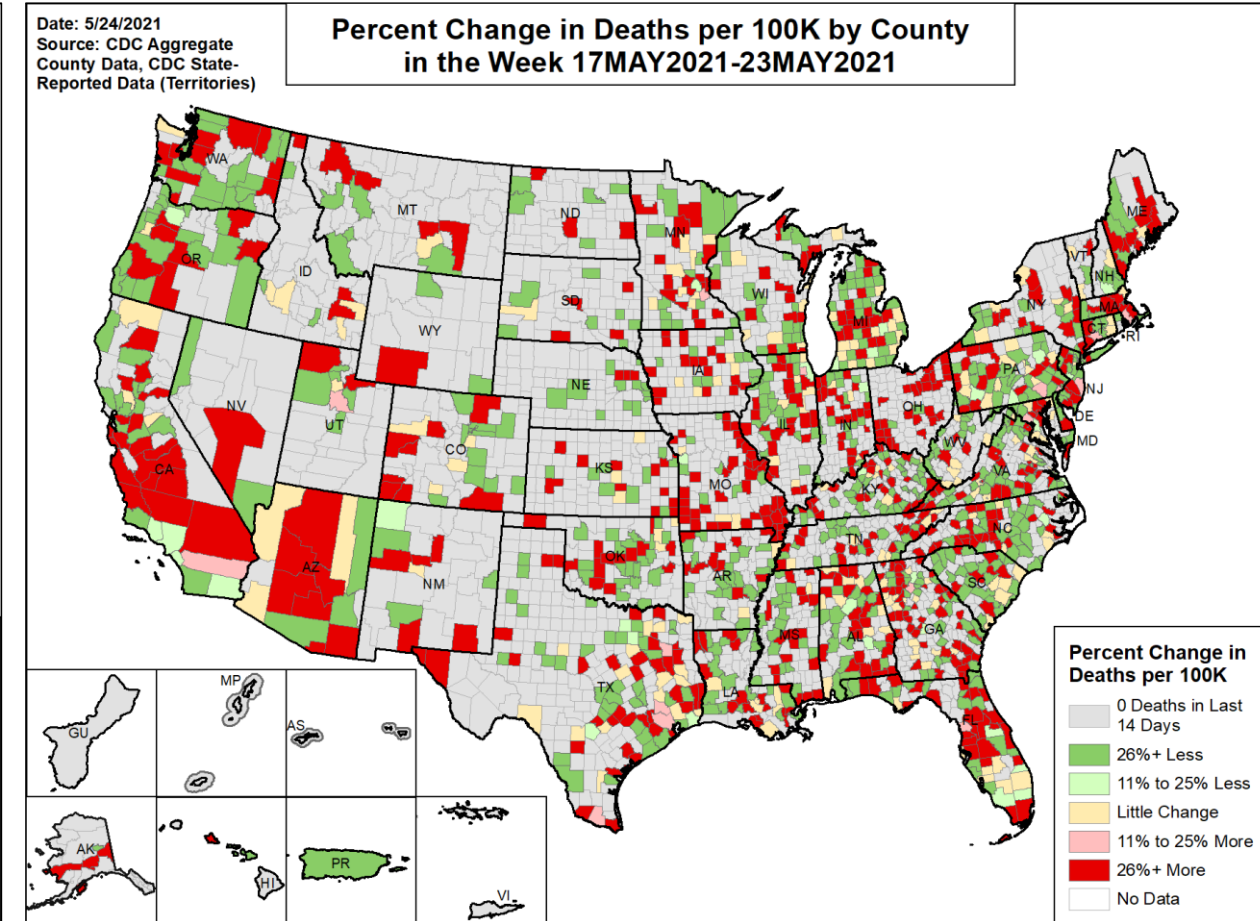 Date: 5/24/2021
Source: CDC Aggregate
County Data, CDC State-
Reported Data (Territories)
Percent Change in Deaths per 100K by County
in the Week 17MAY2021-23MAY2021
WA
MT
ND
MN
ME
OR
ID
SD
WI
MI
VT
NH
NY
MA
CT
RI
WY
IA
NE
PA
NJ
NV
UT
CO
IL
IN
OH
DE
MD
WV
VA
CA
KS
MO
KY
NC
TN
AZ
NM
OK
AR
SC
MS
AL
GA
TX
LA
FL
GU
MP
AS
AK
HI
PR
VI
Percent Change in
Deaths per 100K
0 Deaths in Last
14 Days
26%+ Less
11% to 25% Less
Little Change
11% to 25% More
26%+ More
No Data